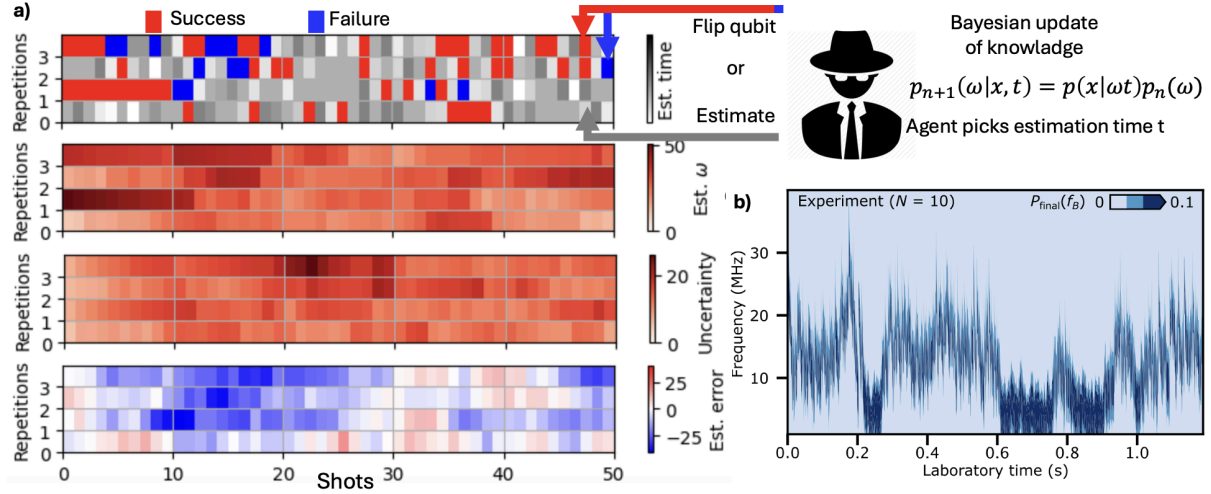 a)
Success
Failure
Repetitions
3
2
1
0
Est. time
Flip qubit
or
Estimate
Bayesian update
of knowladge
pₙ₊₁(ω|x, t) = p(x|ωt)pₙ(ω)
Agent picks estimation time t
Repetitions
3
2
1
0
50
0
Est. ω
Repetitions
3
2
1
0
20
0
Uncertainty
Repetitions
3
2
1
0
25
0
−25
Est. error
0
10
20
30
40
50
Shots
b)
Experiment (N = 10)
P_final(f_B)
0
0.1
Frequency (MHz)
30
20
10
0.0
0.2
0.4
0.6
0.8
1.0
Laboratory time (s)